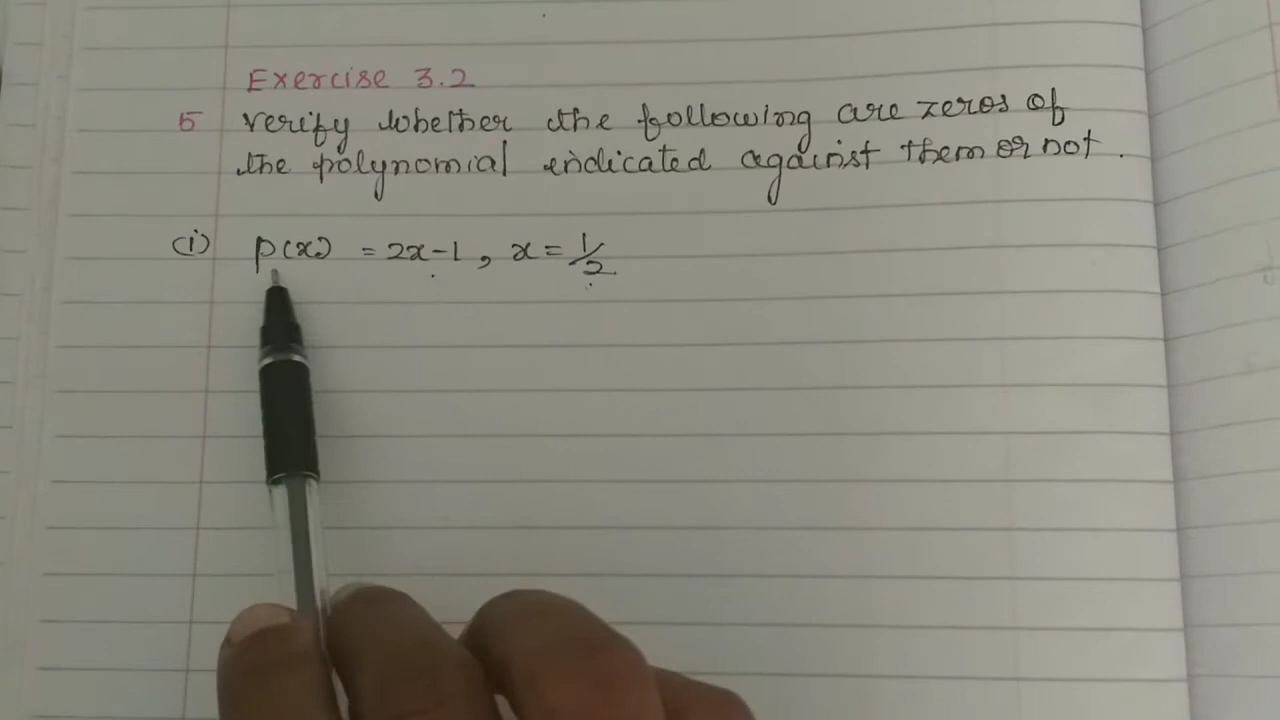 Exercise 3.2
5 verify whether the following are zeros of
the polynomial indicated against them or not.
(i) p(x) = 2x-1, x = 1/2